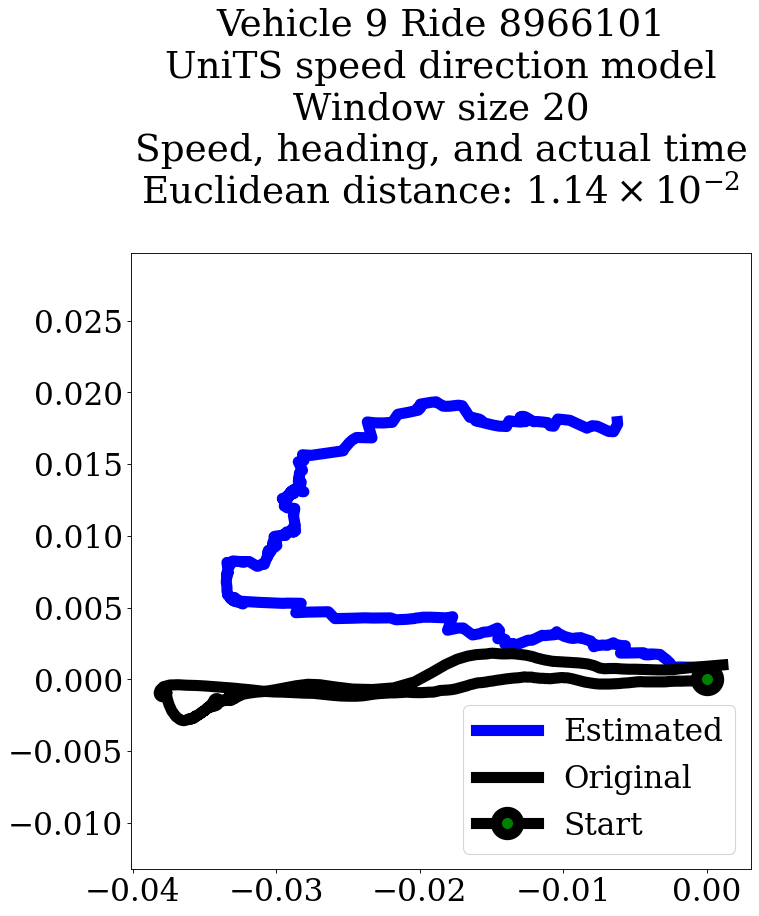 Vehicle 9 Ride 8966101
UniTS speed direction model
Window size 20
Speed, heading, and actual time
Euclidean distance: 1.14 × 10⁻²
0.025
0.020
0.015
0.010
0.005
0.000
−0.005
−0.010
Estimated
Original
Start
−0.04 −0.03 −0.02 −0.01 0.00